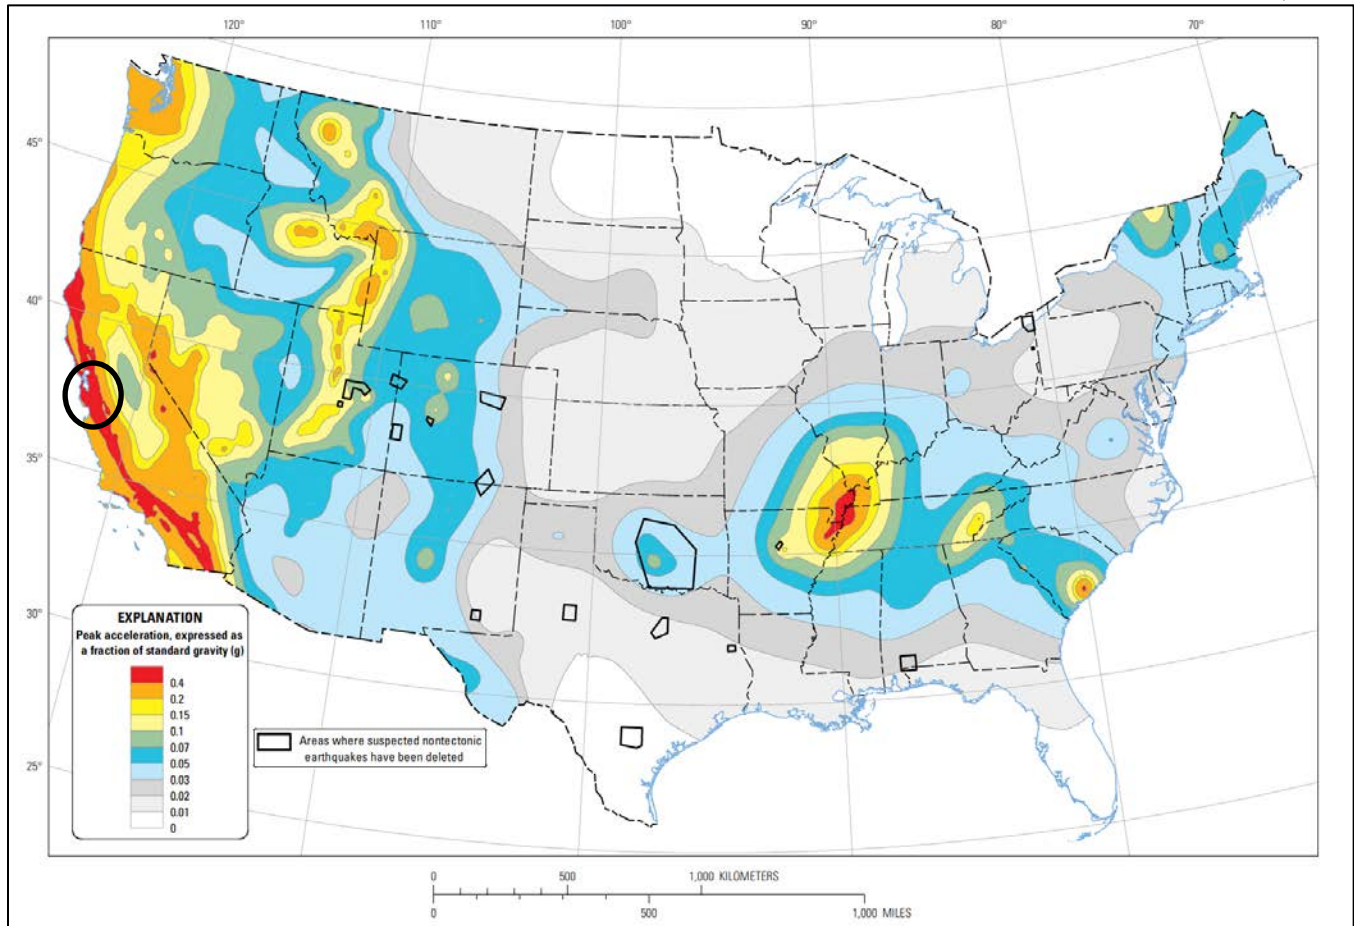 120° 110° 100° 90° 80° 70°
45°
40°
35°
30°
25°
EXPLANATION
Peak acceleration, expressed as
a fraction of standard gravity (g)
0.4
0.2
0.15
0.1
0.07
0.05
0.03
0.02
0.01
0
Areas where suspected nontectonic
earthquakes have been deleted
0 500 1,000 KILOMETERS
0 500 1,000 MILES